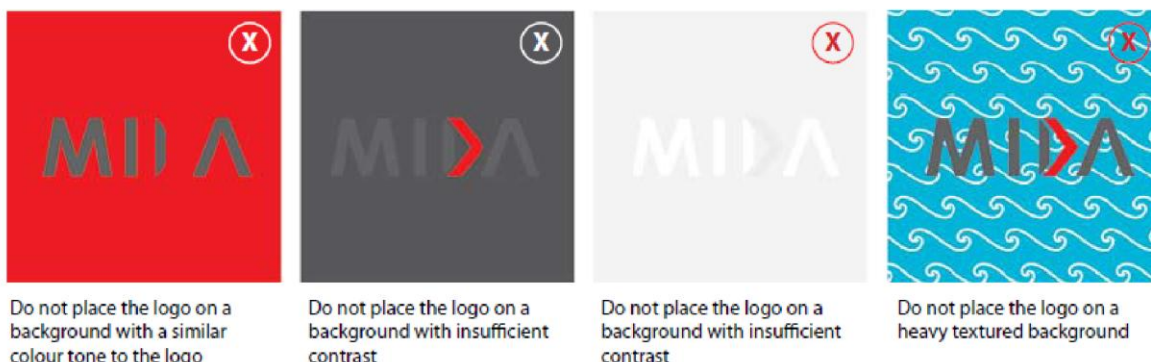 X
X
X
X
MIDA
MIDA
MIDA
MIDA
Do not place the logo on a
background with a similar
colour tone to the logo
Do not place the logo on a
background with insufficient
contrast
Do not place the logo on a
background with insufficient
contrast
Do not place the logo on a
heavy textured background